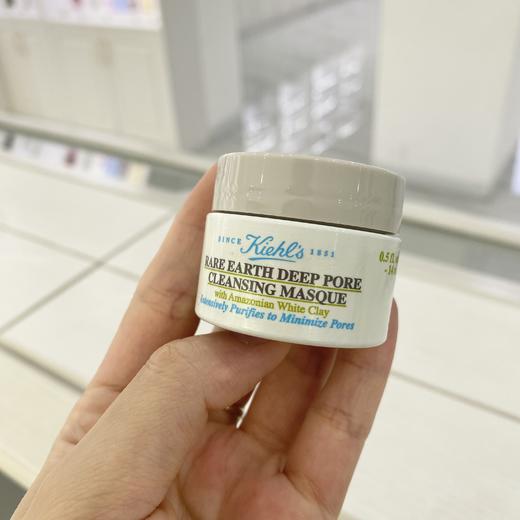 SINCE Kiehl's 1851
RARE EARTH DEEP PORE
CLEANSING MASQUE
with Amazonian White Clay
Intensively Purifies to Minimize Pores
0.5 fl.